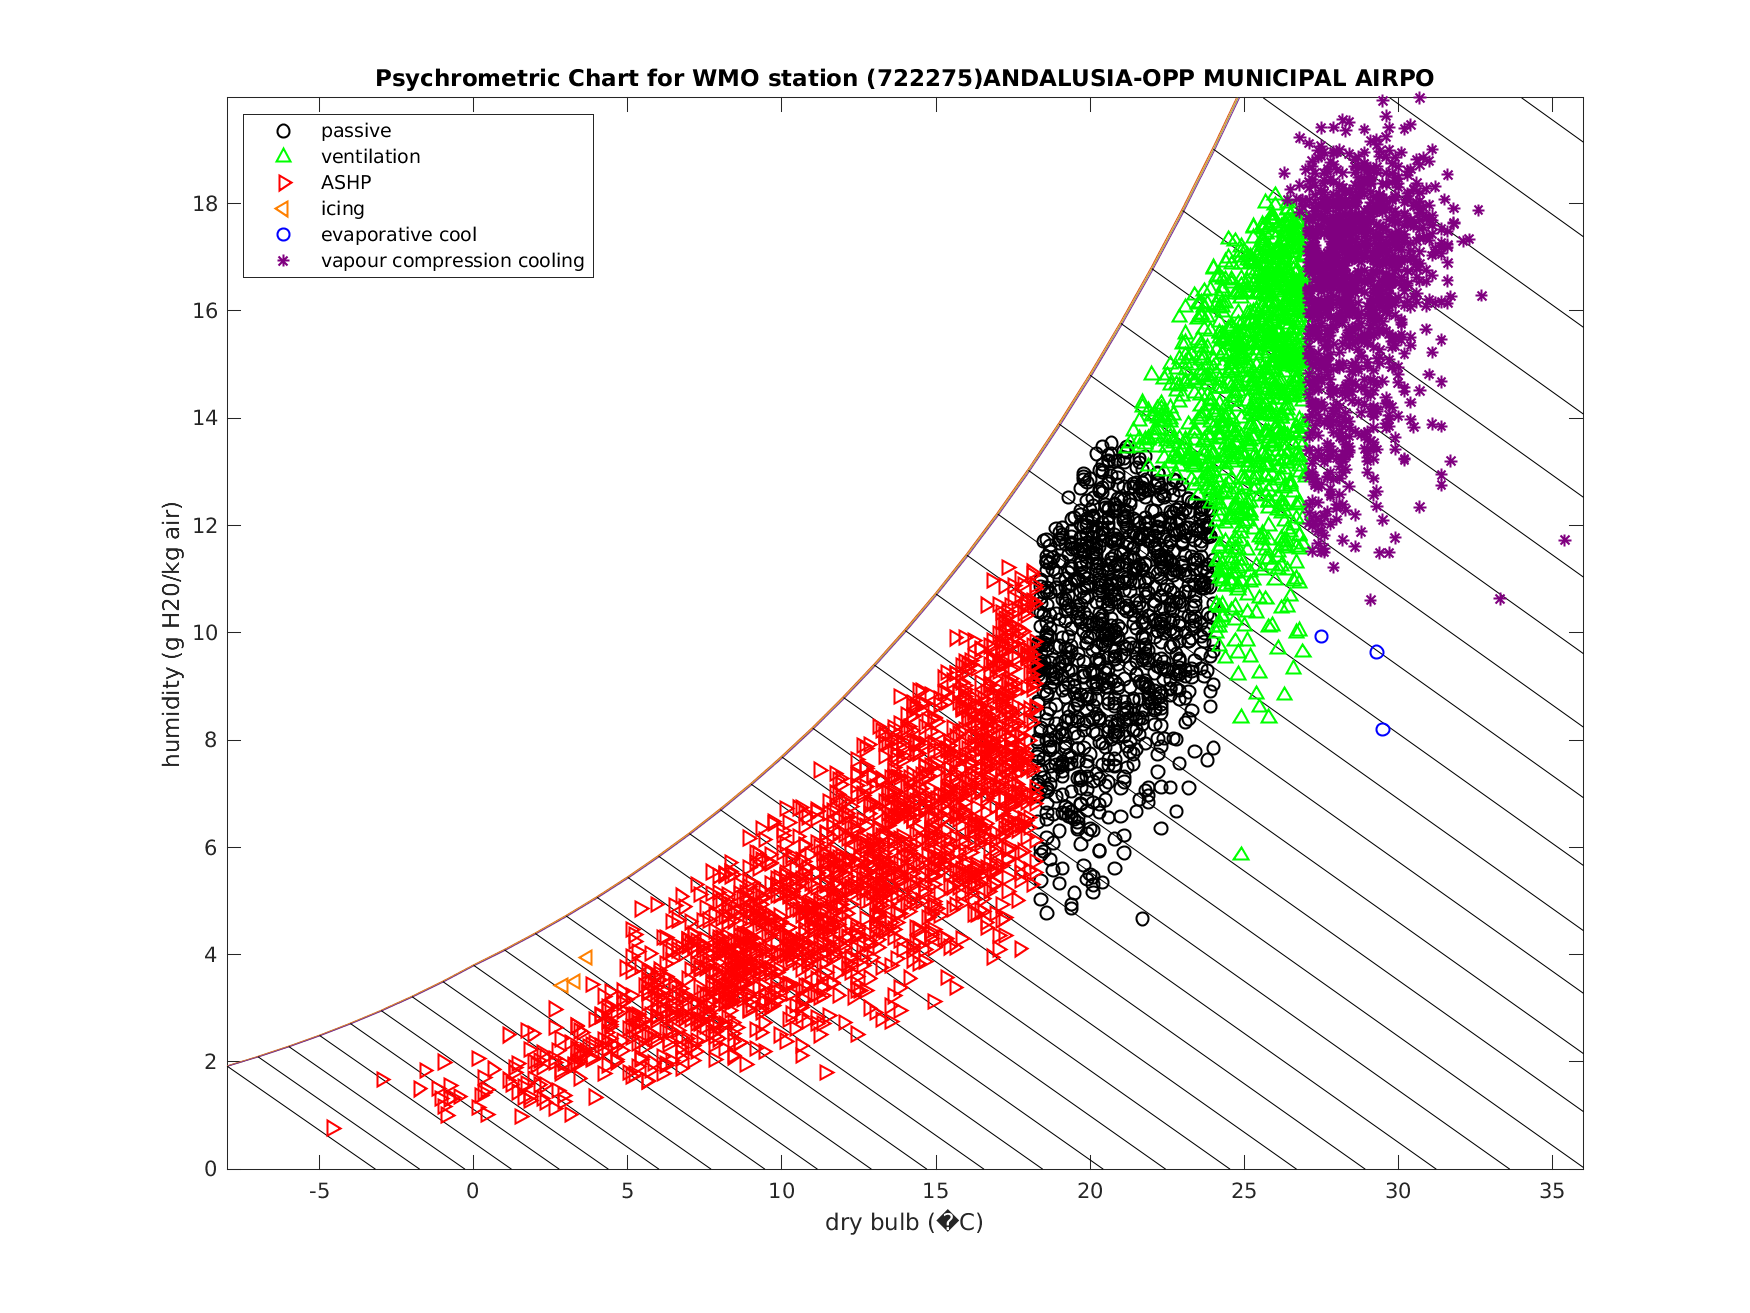 Psychrometric Chart for WMO station (722275)ANDALUSIA-OPP MUNICIPAL AIRPO
passive
ventilation
ASHP
icing
evaporative cool
vapour compression cooling
humidity (g H20/kg air)
18
16
14
12
10
8
6
4
2
0
-5 0 5 10 15 20 25 30 35
dry bulb (�C)